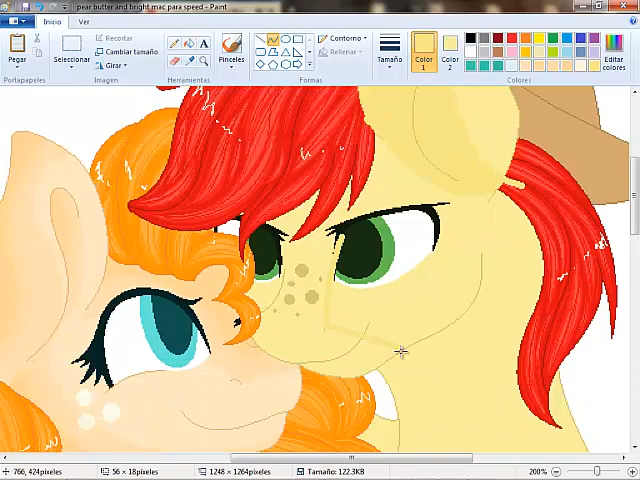 pear butter and bright mac para speed - Paint
Inicio
Ver
Pegar
Portapapeles
Seleccionar
Recortar
Cambiar tamaño
Girar
Imagen
Herramientas
Pinceles
Contorno
Rellenar
Formas
Tamaño
Color
1
Color
2
Editar
colores
Colores
766, 424píxeles
56 × 18píxeles
1248 × 1264píxeles
Tamaño: 122.3KB
200%